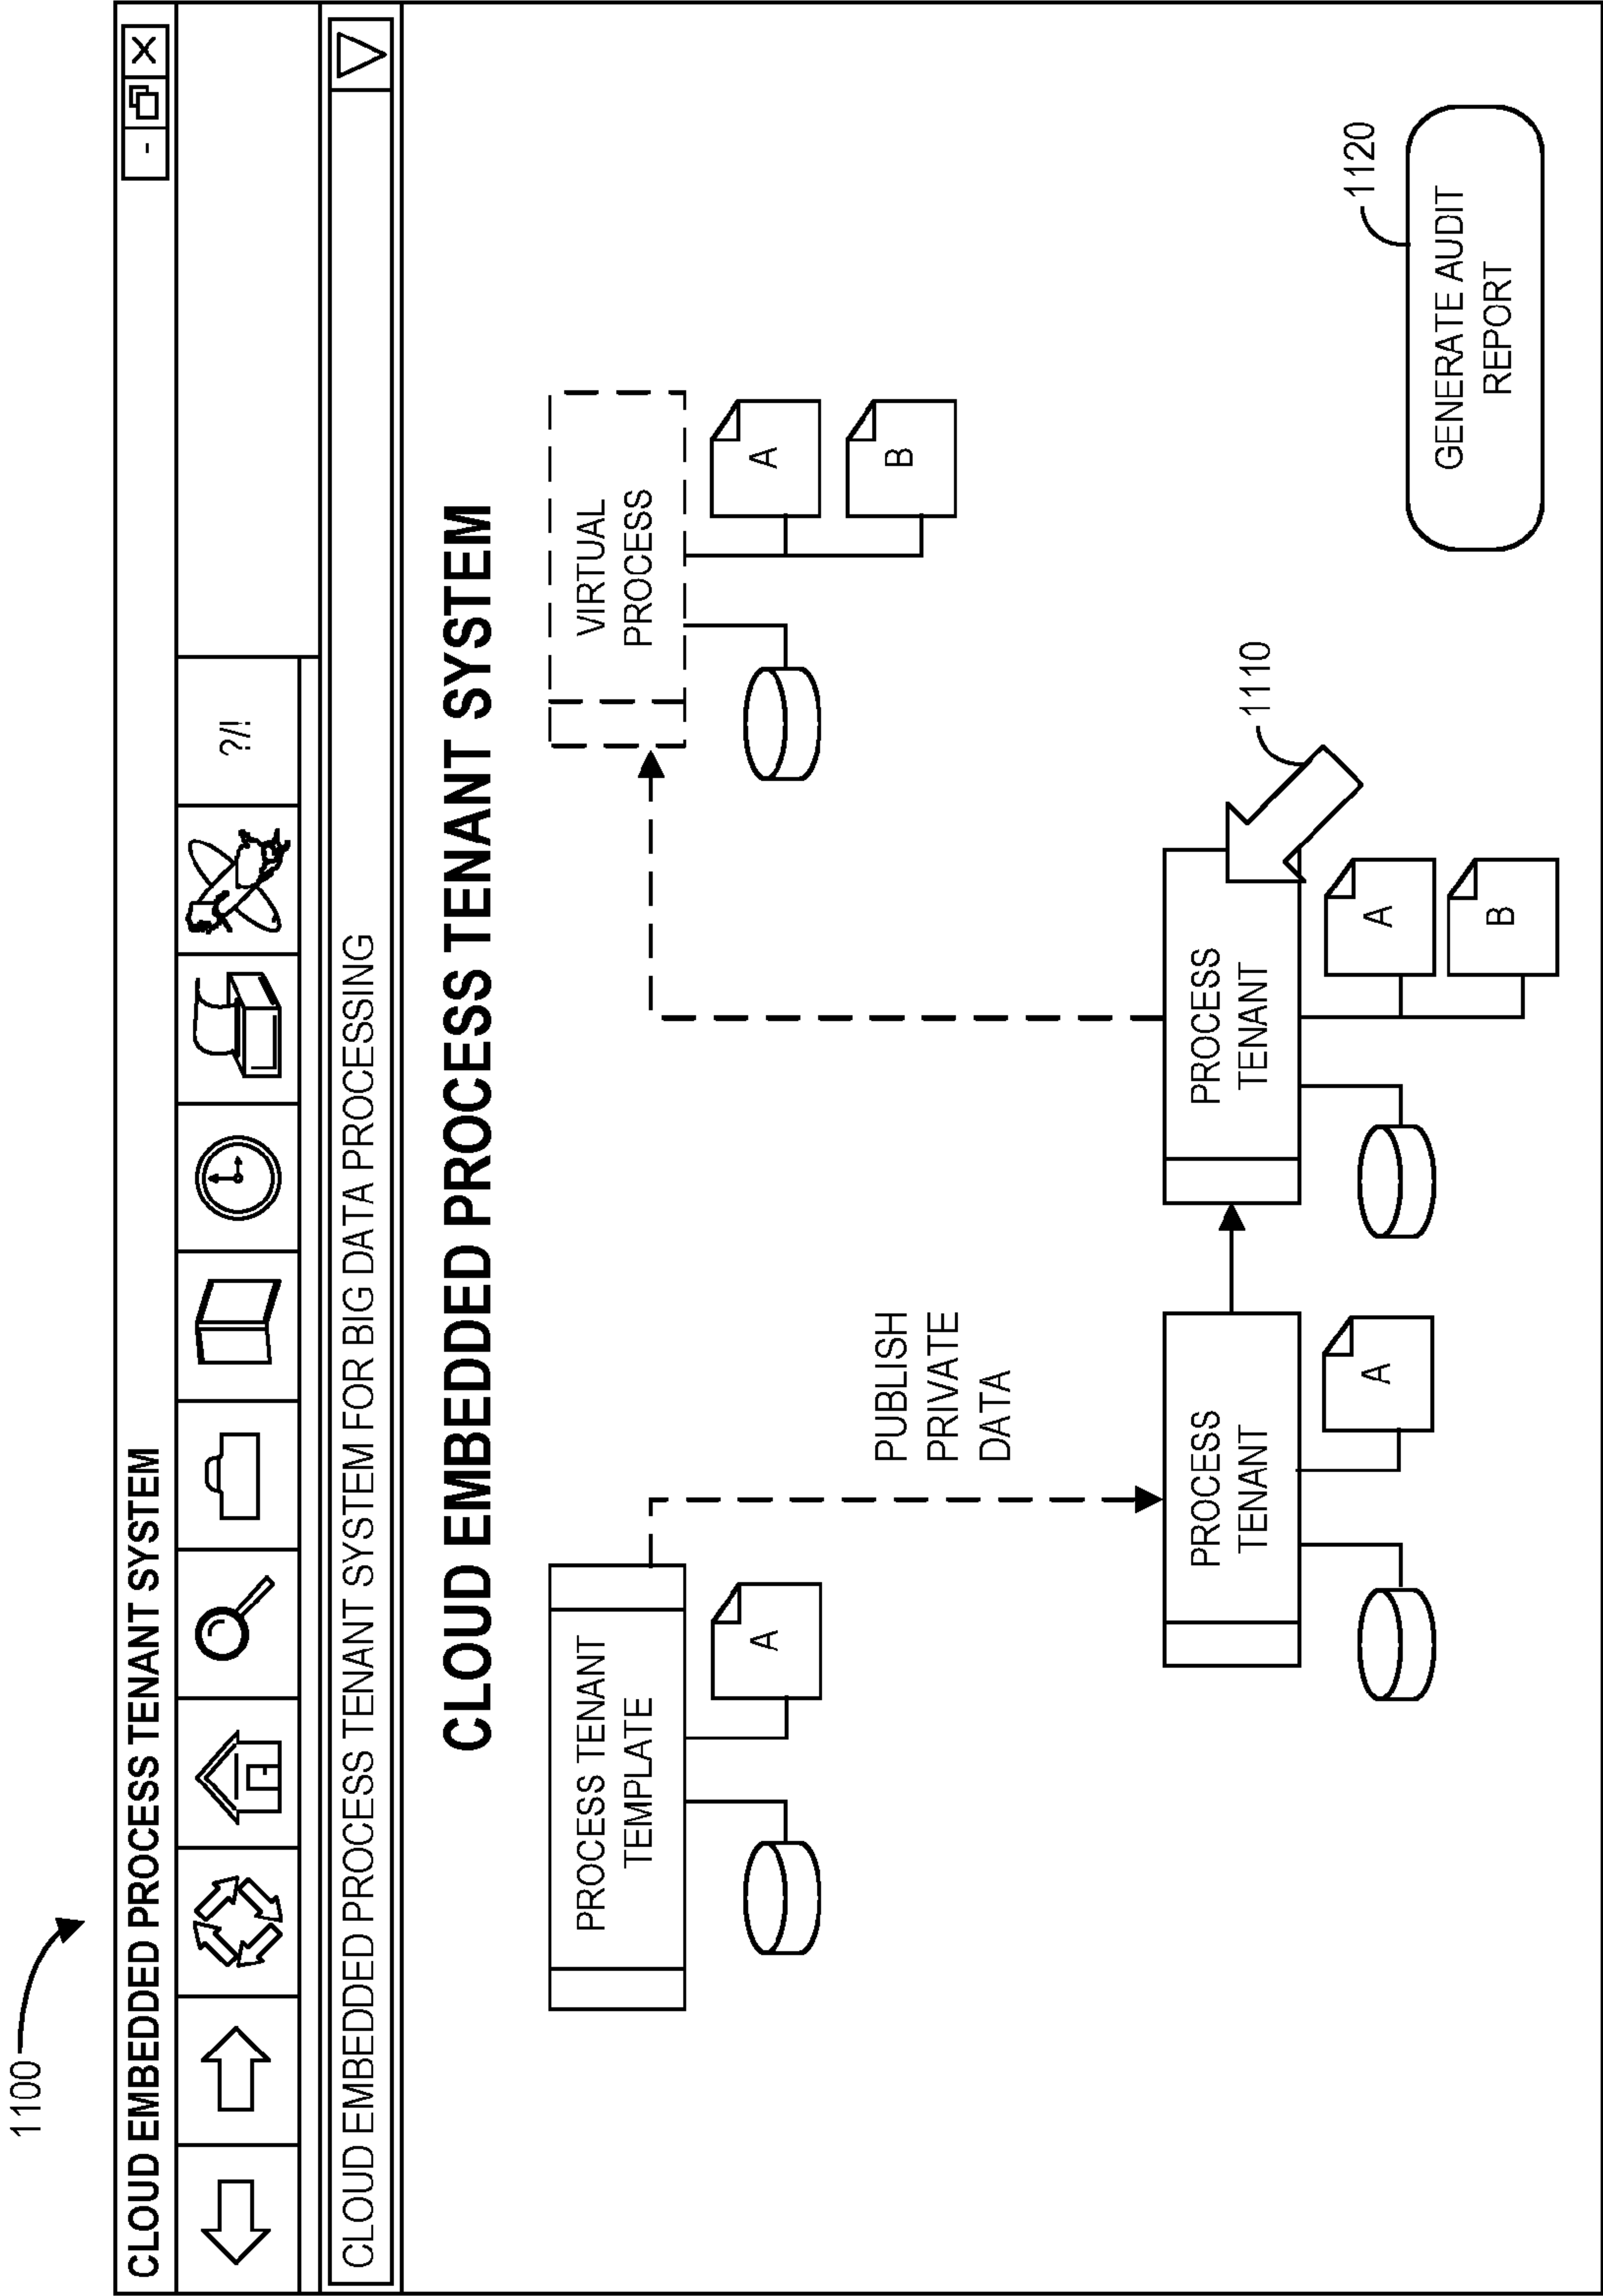 1100
CLOUD EMBEDDED PROCESS TENANT SYSTEM
- X
?/!
CLOUD EMBEDDED PROCESS TENANT SYSTEM FOR BIG DATA PROCESSING
CLOUD EMBEDDED PROCESS TENANT SYSTEM
PROCESS TENANT
TEMPLATE
A
VIRTUAL
PROCESS
A
B
PUBLISH
PRIVATE
DATA
PROCESS
TENANT
A
PROCESS
TENANT
A
B
1110
1120
GENERATE AUDIT
REPORT